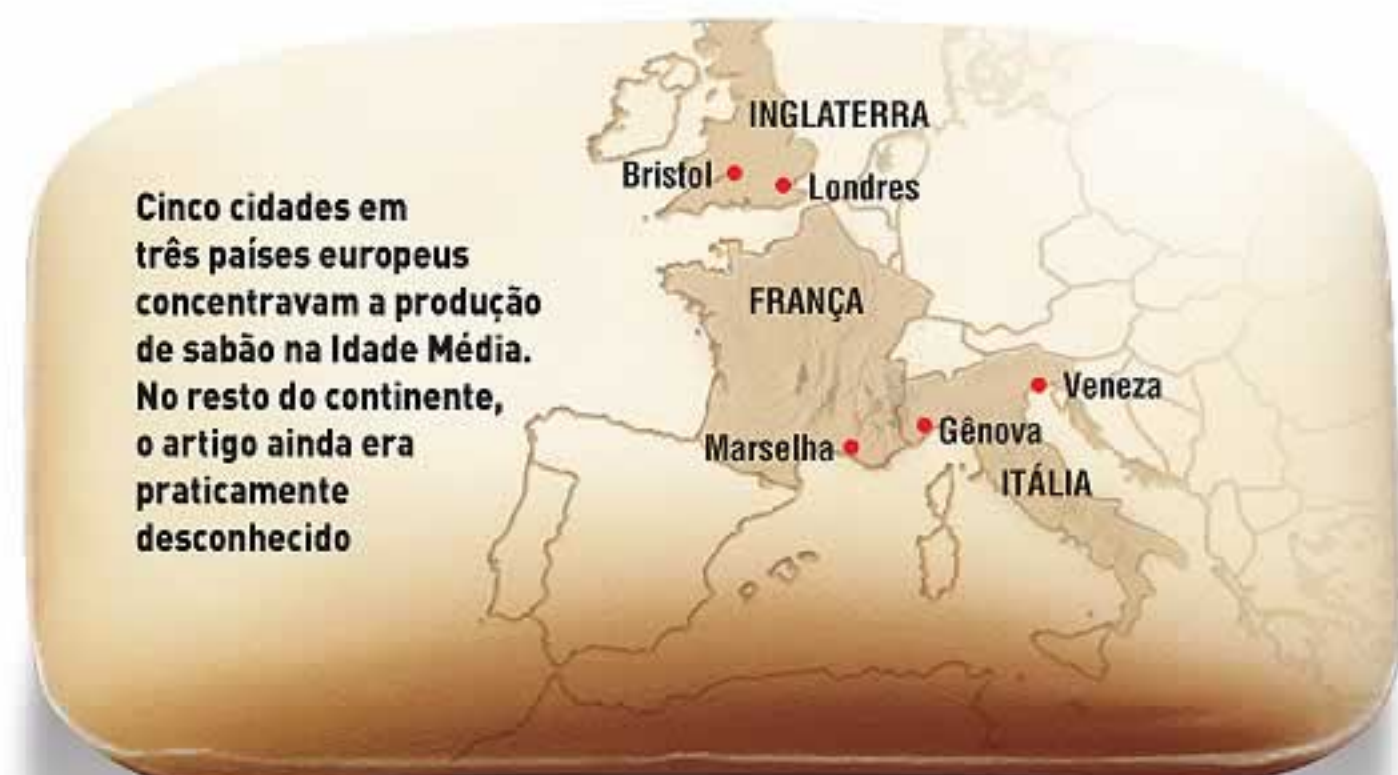 Cinco cidades em
três países europeus
concentravam a produção
de sabão na Idade Média.
No resto do continente,
o artigo ainda era
praticamente
desconhecido
INGLATERRA
Bristol
Londres
FRANÇA
Veneza
Gênova
Marselha
ITÁLIA